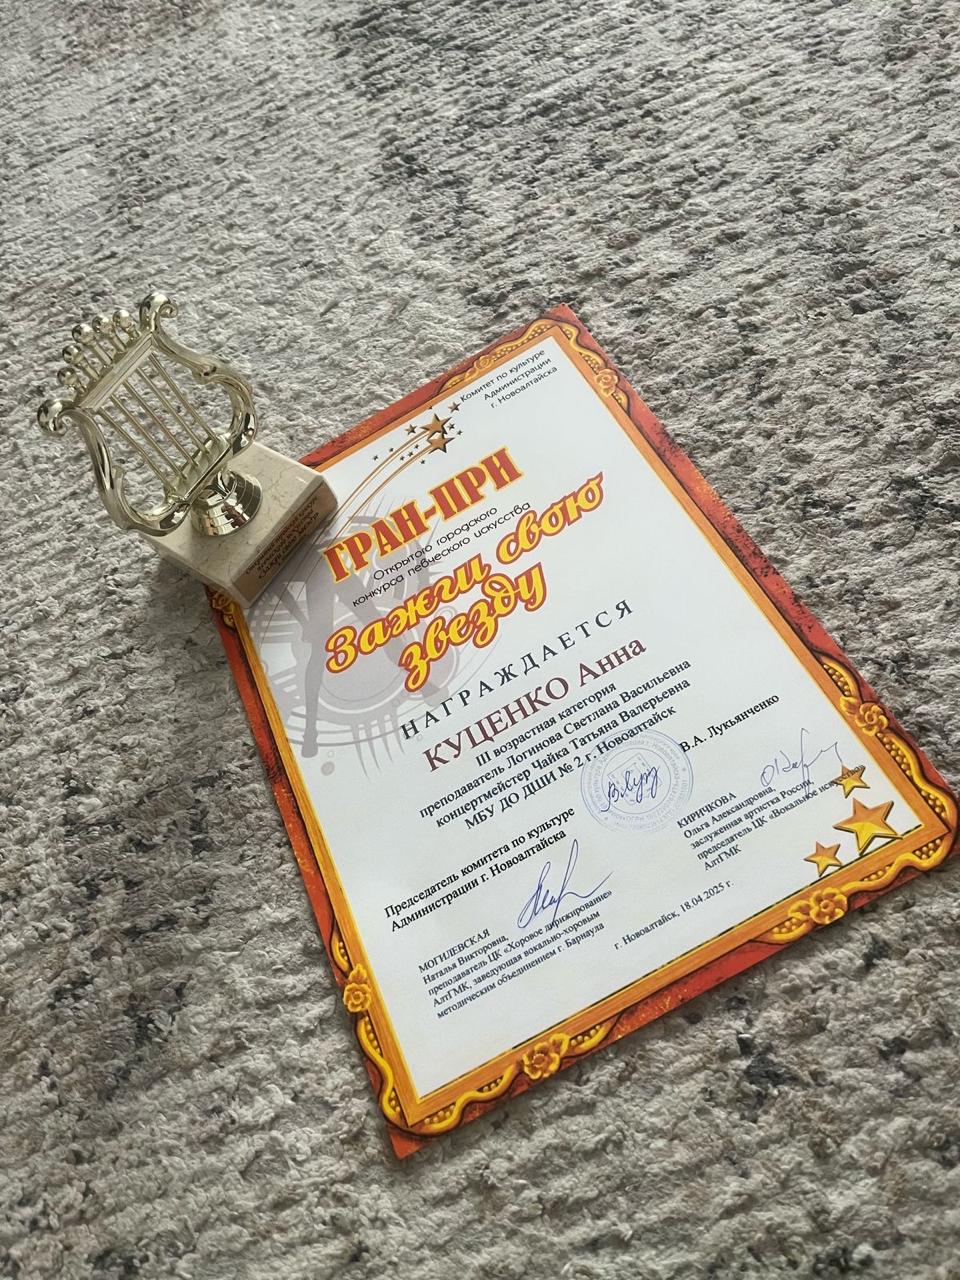 Комитет по культуре
Администрации
г. Новоалтайска
ГРАН-ПРИ
Открытого городского
конкурса певческого искусства
Зажги свою
звезду
НАГРАЖДАЕТСЯ
КУЦЕНКО Анна
III возрастная категория
преподаватель Логинова Светлана Васильевна
концертмейстер Чайка Татьяна Валерьевна
МБУ ДО ДШИ № 2 г. Новоалтайск
Председатель комитета по культуре
Администрации г. Новоалтайска
В.А. Лукьянченко
МОГИЛЕВСКАЯ
Наталья Викторовна,
преподаватель ЦК «Хоровое дирижирование»
АлтГМК, заведующая вокально-хоровым
методическим объединением г. Барнаула
КИРИЧКОВА
Ольга Александровна,
заслуженная артистка России,
председатель ЦК «Вокальное искусство»
АлтГМК
г. Новоалтайск, 18.04.2025 г.